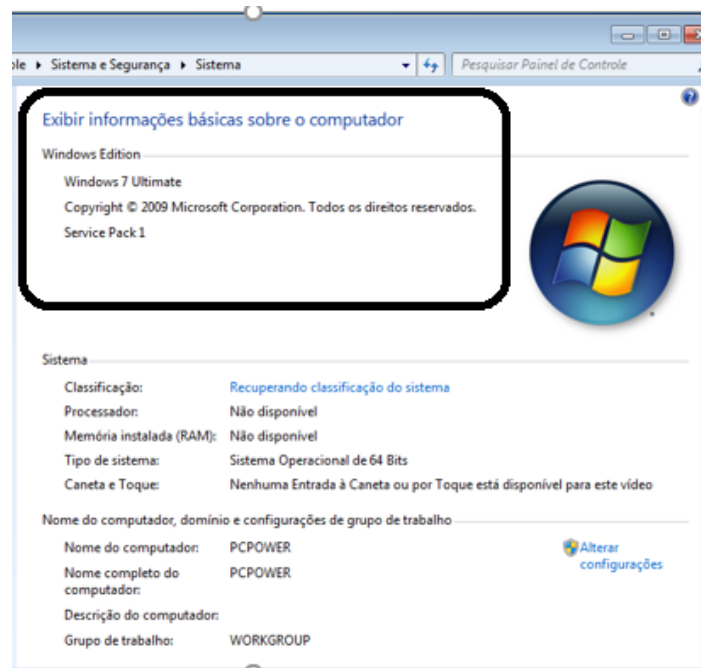 ole ▸ Sistema e Segurança ▸ Sistema
Pesquisar Painel de Controle
Exibir informações básicas sobre o computador
Windows Edition
Windows 7 Ultimate
Copyright © 2009 Microsoft Corporation. Todos os direitos reservados.
Service Pack 1
Sistema
Classificação: Recuperando classificação do sistema
Processador: Não disponível
Memória instalada (RAM): Não disponível
Tipo de sistema: Sistema Operacional de 64 Bits
Caneta e Toque: Nenhuma Entrada à Caneta ou por Toque está disponível para este vídeo
Nome do computador, domínio e configurações de grupo de trabalho
Nome do computador: PCPOWER
Alterar
configurações
Nome completo do
computador: PCPOWER
Descrição do computador:
Grupo de trabalho: WORKGROUP